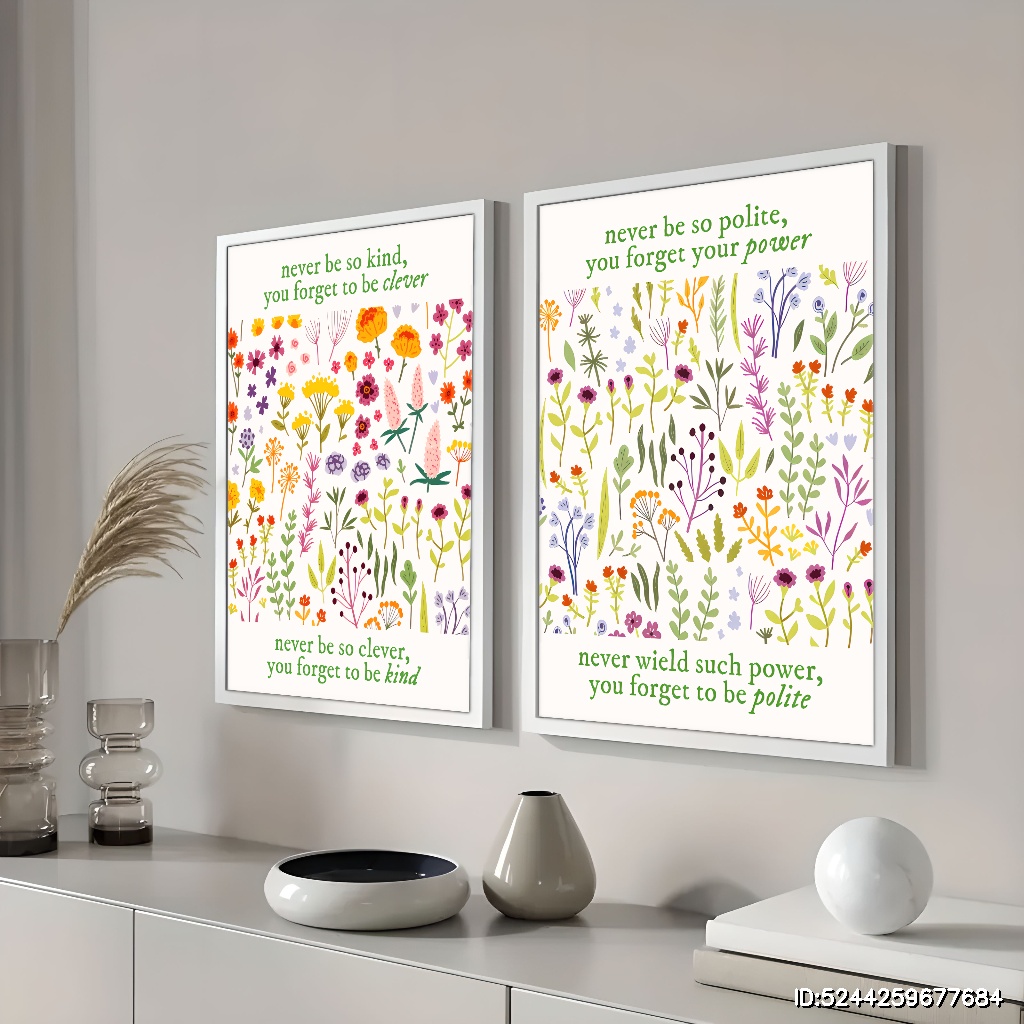 never be so kind,
you forget to be clever
never be so clever,
you forget to be kind
never be so polite,
you forget your power
never wield such power,
you forget to be polite
ID:5244259677684